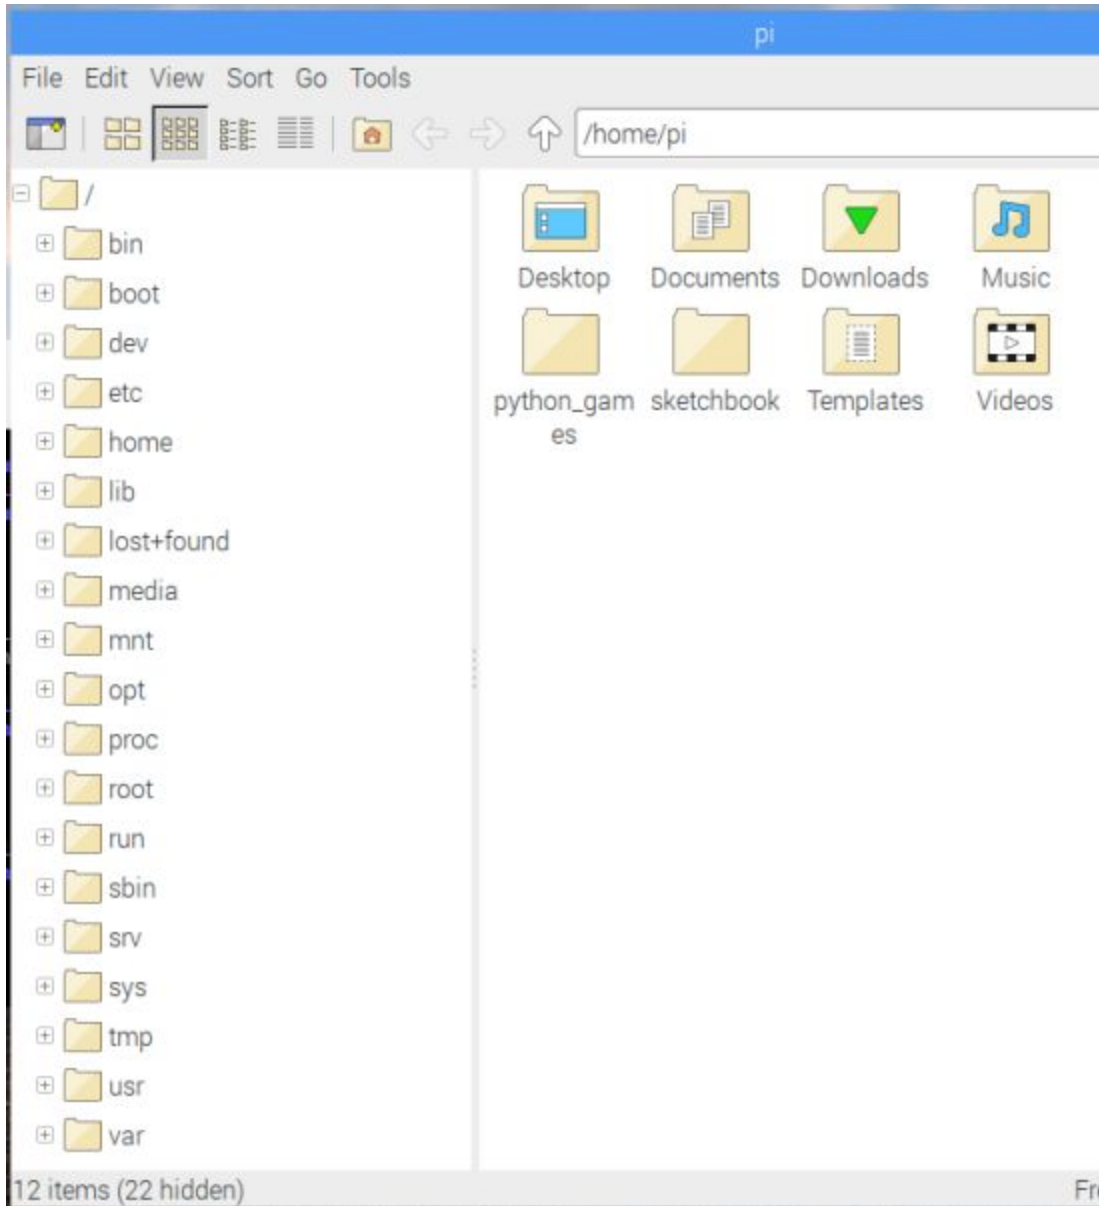 pi
File Edit View Sort Go Tools
/home/pi
/
bin
boot
dev
etc
home
lib
lost+found
media
mnt
opt
proc
root
run
sbin
srv
sys
tmp
usr
var
Desktop Documents Downloads Music
python_gam sketchbook Templates Videos
es
12 items (22 hidden)